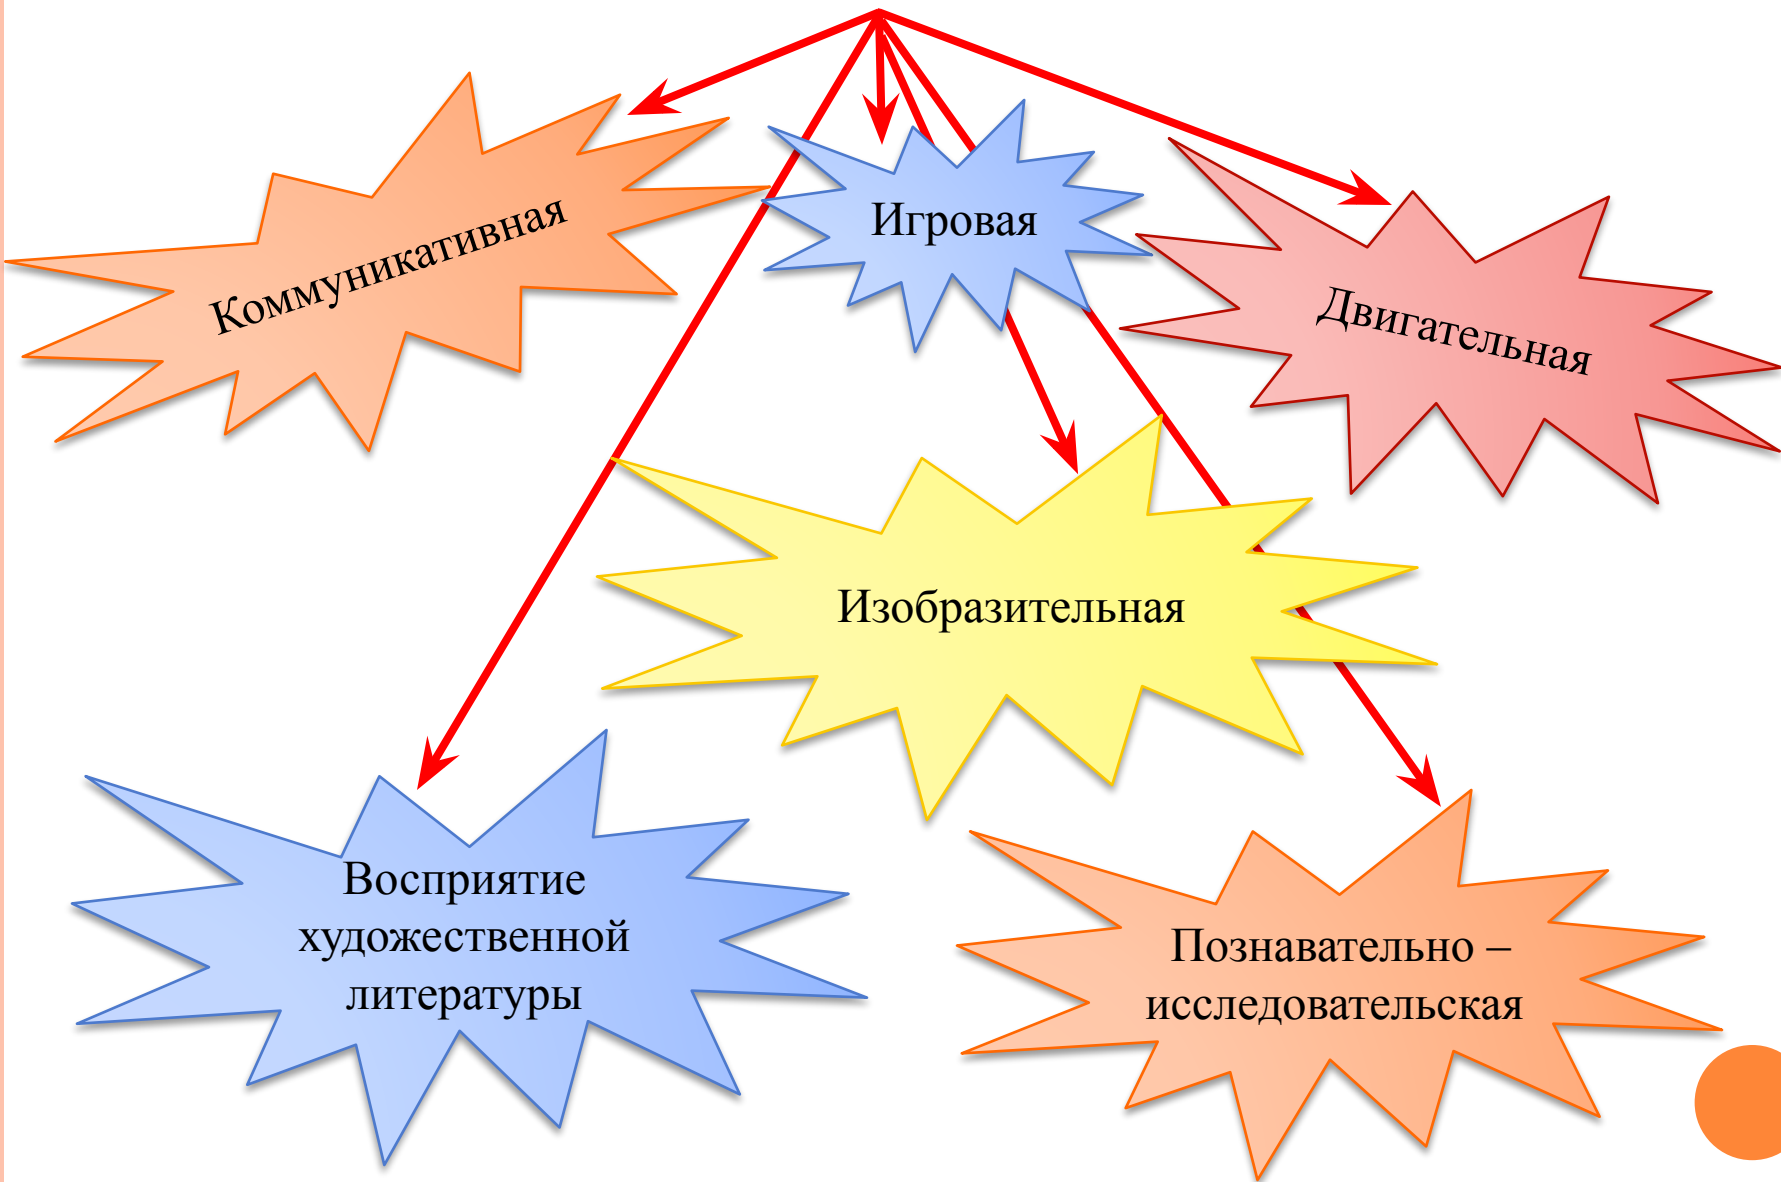 Коммуникативная
Игровая
Двигательная
Изобразительная
Восприятие
художественной
литературы
Познавательно –
исследовательская